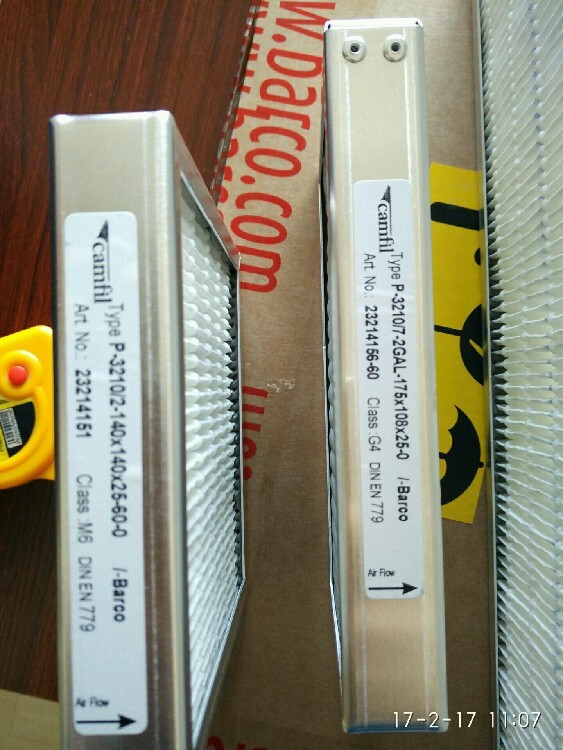 camfil
Type P-3210/2-140x140x25-60-0 /-Barco
Art. No.: 23214151 Class :M6 DIN EN 779
Air Flow
camfil
Type P-3210/7-2GAL-175x108x25-0 /-Barco
Art. No.: 23214156-60 Class :G4 DIN EN 779
Air Flow
w.barco.com
17-2-17 11:07